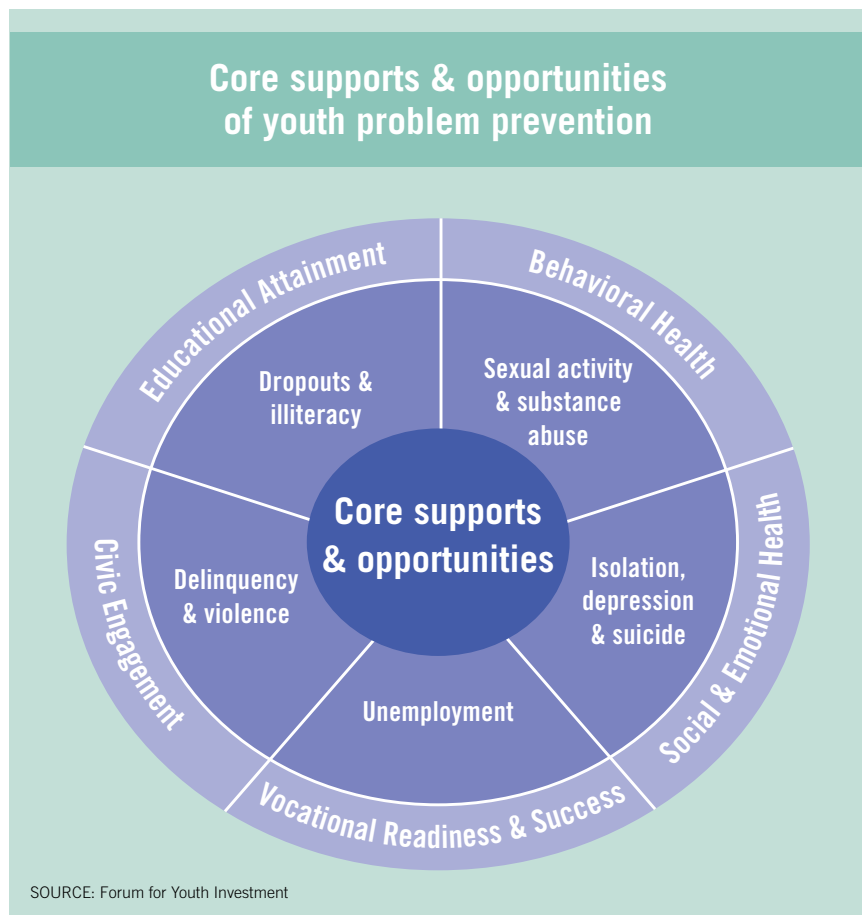 Core supports & opportunities
of youth problem prevention
Educational Attainment
Behavioral Health
Dropouts &
illiteracy
Sexual activity
& substance
abuse
Core supports
& opportunities
Civic Engagement
Delinquency
& violence
Isolation,
depression
& suicide
Social & Emotional Health
Unemployment
Vocational Readiness & Success
SOURCE: Forum for Youth Investment